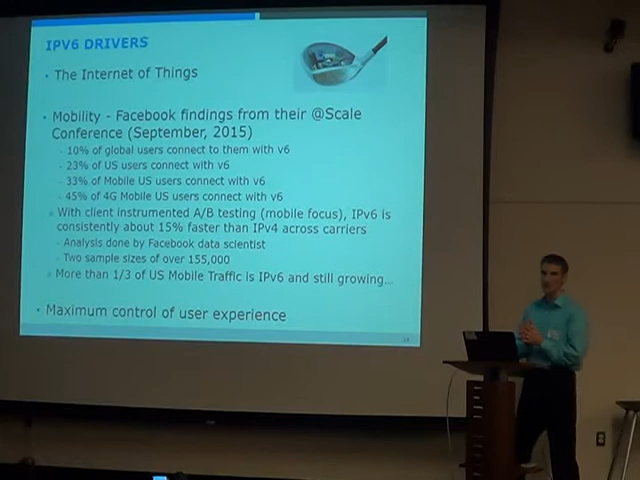 IPV6 DRIVERS
The Internet of Things
Mobility - Facebook findings from their @Scale
Conference (September, 2015)
10% of global users connect to them with v6
23% of US users connect with v6
33% of Mobile US users connect with v6
45% of 4G Mobile US users connect with v6
With client instrumented A/B testing (mobile focus), IPv6 is
consistently about 15% faster than IPv4 across carriers
Analysis done by Facebook data scientist
Two sample sizes of over 155,000
More than 1/3 of US Mobile Traffic is IPv6 and still growing...
Maximum control of user experience